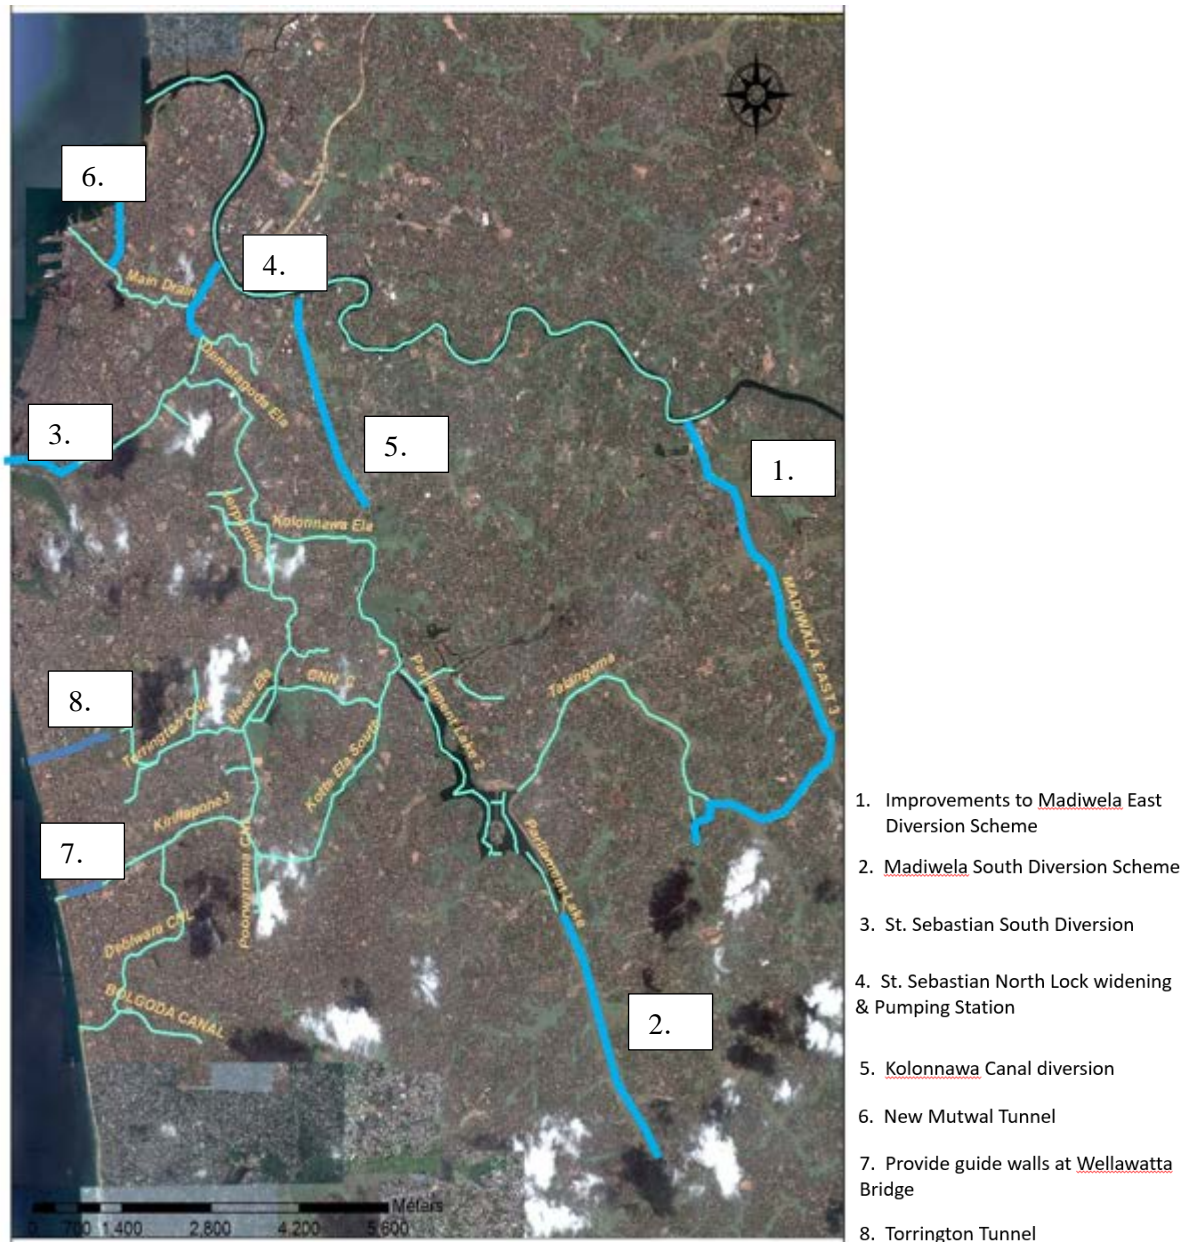 6.
4.
Main Drain
Dematagoda Ela
3.
5.
1.
Serpentine
Kolonnawa Ela
MADIWALA EAST 3
Parliament Lake 2
Talangama
CNN_C
Heen Ela
8.
Torrington CNL
Kotte Ela South
Kirillapone3
7.
Parliament Lake
Dehiwara CNL
BOLGODA CANAL
2.
Meters
0 700 1,400 2,800 4,200 5,600
1. Improvements to Madiwela East
Diversion Scheme
2. Madiwela South Diversion Scheme
3. St. Sebastian South Diversion
4. St. Sebastian North Lock widening
& Pumping Station
5. Kolonnawa Canal diversion
6. New Mutwal Tunnel
7. Provide guide walls at Wellawatta
Bridge
8. Torrington Tunnel